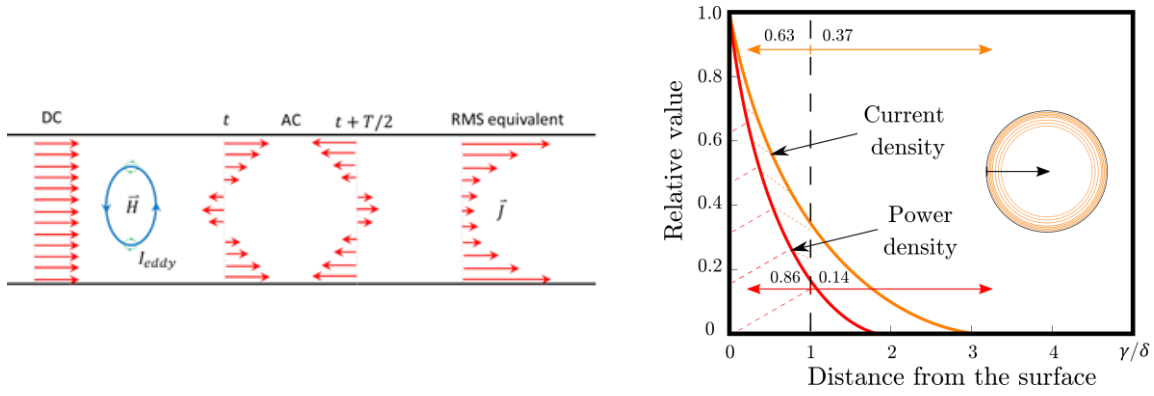 DC
t
AC
t + T/2
RMS equivalent
H⃗
I_eddy
J⃗
Relative value
1.0
0.8
0.6
0.4
0.2
0
0.63
0.37
Current
density
Power
density
0.86
0.14
0
1
2
3
4
γ/δ
Distance from the surface